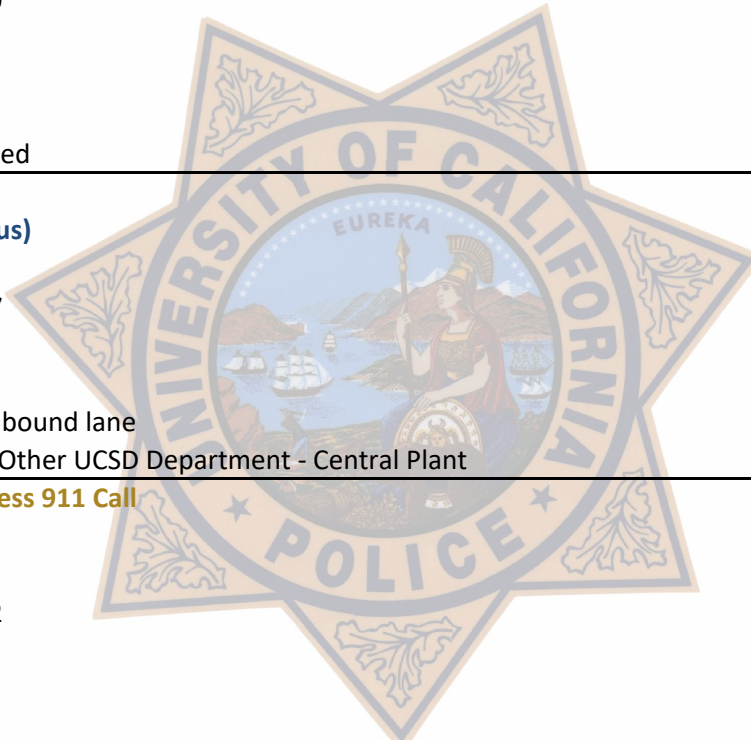 ed
us)
UNIVERSITY OF CALIFORNIA
EUREKA
bound lane
Other UCSD Department - Central Plant
ess 911 Call
POLICE